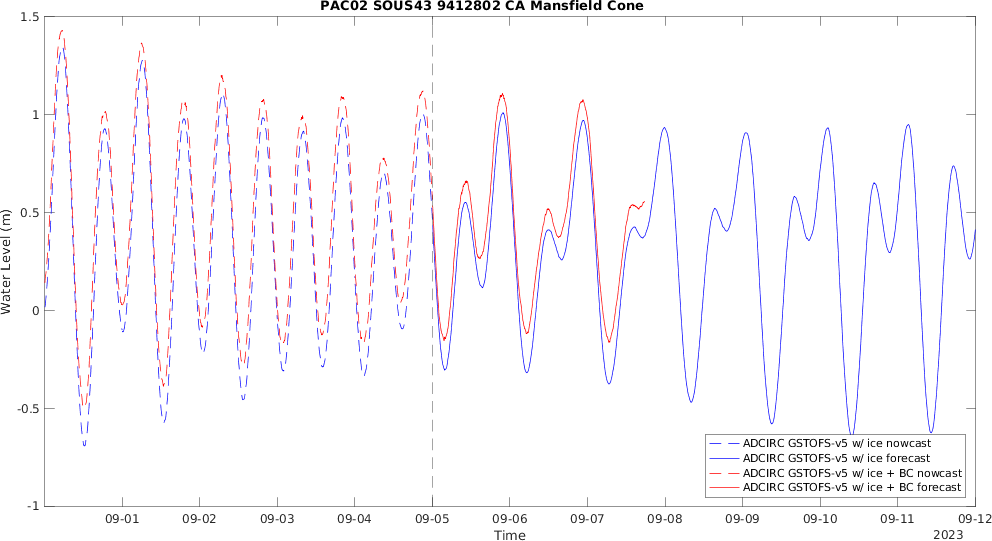 PAC02 SOUS43 9412802 CA Mansfield Cone
1.5
1
0.5
0
-0.5
-1
Water Level (m)
09-01 09-02 09-03 09-04 09-05 09-06 09-07 09-08 09-09 09-10 09-11 09-12
Time
2023
ADCIRC GSTOFS-v5 w/ ice nowcast
ADCIRC GSTOFS-v5 w/ ice forecast
ADCIRC GSTOFS-v5 w/ ice + BC nowcast
ADCIRC GSTOFS-v5 w/ ice + BC forecast